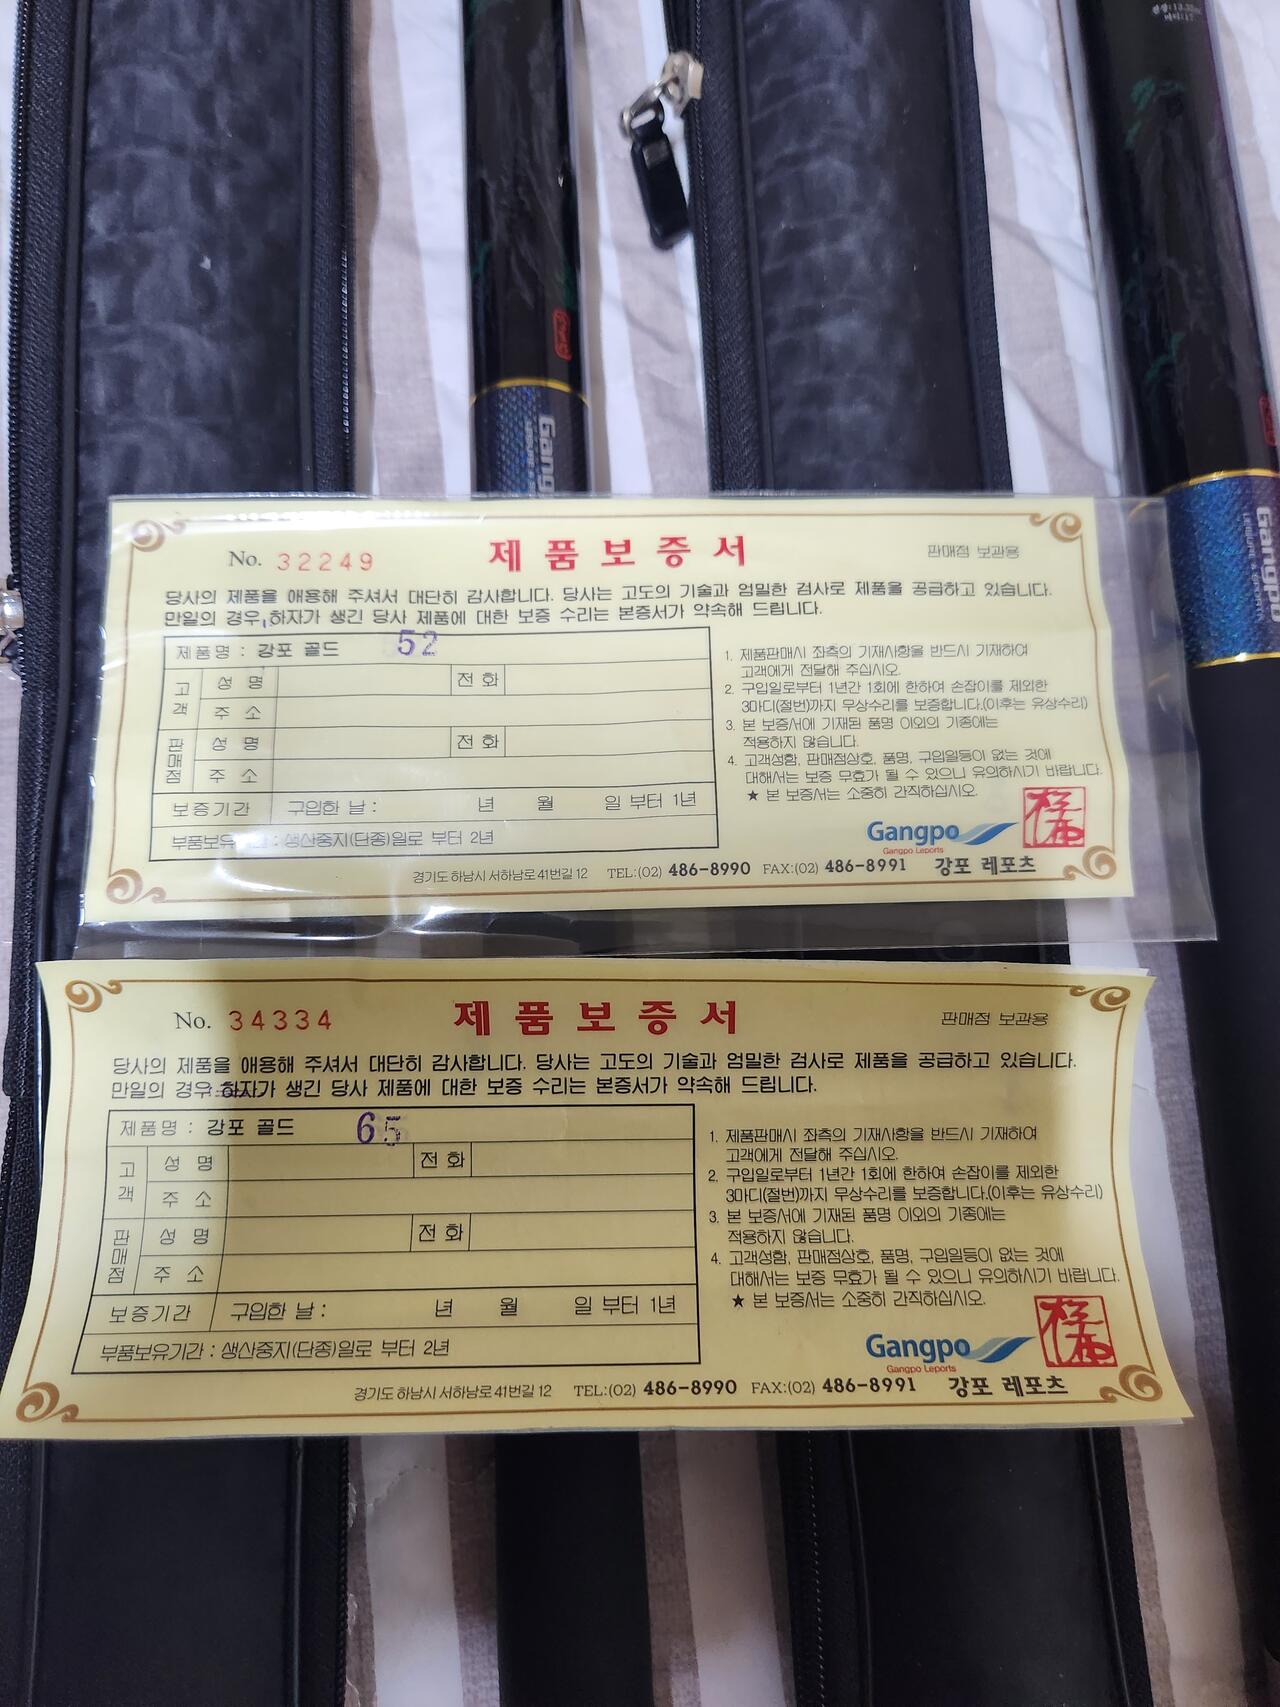 Gangpo
Gangpo
No. 32249
제품보증서
판매점 보관용
당사의 제품을 애용해 주셔서 대단히 감사합니다. 당사는 고도의 기술과 엄밀한 검사로 제품을 공급하고 있습니다.
만일의 경우, 하자가 생긴 당사 제품에 대한 보증 수리는 본증서가 약속해 드립니다.
제품명 : 강포 골드 52
고객 성명 전화
주소
판매점 성명 전화
주소
보증기간 구입한 날 : 년 월 일 부터 1년
부품보유기간 : 생산중지(단종)일로 부터 2년
1. 제품판매시 좌측의 기재사항을 반드시 기재하여
고객에게 전달해 주십시오.
2. 구입일로부터 1년간 1회에 한하여 손잡이를 제외한
3마디(절번)까지 무상수리를 보증합니다.(이후는 유상수리)
3. 본 보증서에 기재된 품명 이외의 기종에는
적용하지 않습니다.
4. 고객성함, 판매점상호, 품명, 구입일등이 없는 것에
대해서는 보증 무효가 될 수 있으니 유의하시기 바랍니다.
★ 본 보증서는 소중히 간직하십시오.
Gangpo
Gangpo Leports
경기도 하남시 서하남로 41번길 12 TEL:(02) 486-8990 FAX:(02) 486-8991 강포 레포츠
No. 34334
제품보증서
판매점 보관용
당사의 제품을 애용해 주셔서 대단히 감사합니다. 당사는 고도의 기술과 엄밀한 검사로 제품을 공급하고 있습니다.
만일의 경우 하자가 생긴 당사 제품에 대한 보증 수리는 본증서가 약속해 드립니다.
제품명 : 강포 골드 65
고객 성명 전화
주소
판매점 성명 전화
주소
보증기간 구입한 날 : 년 월 일 부터 1년
부품보유기간 : 생산중지(단종)일로 부터 2년
1. 제품판매시 좌측의 기재사항을 반드시 기재하여
고객에게 전달해 주십시오.
2. 구입일로부터 1년간 1회에 한하여 손잡이를 제외한
3마디(절번)까지 무상수리를 보증합니다.(이후는 유상수리)
3. 본 보증서에 기재된 품명 이외의 기종에는
적용하지 않습니다.
4. 고객성함, 판매점상호, 품명, 구입일등이 없는 것에
대해서는 보증 무효가 될 수 있으니 유의하시기 바랍니다.
★ 본 보증서는 소중히 간직하십시오.
Gangpo
Gangpo Leports
경기도 하남시 서하남로 41번길 12 TEL:(02) 486-8990 FAX:(02) 486-8991 강포 레포츠